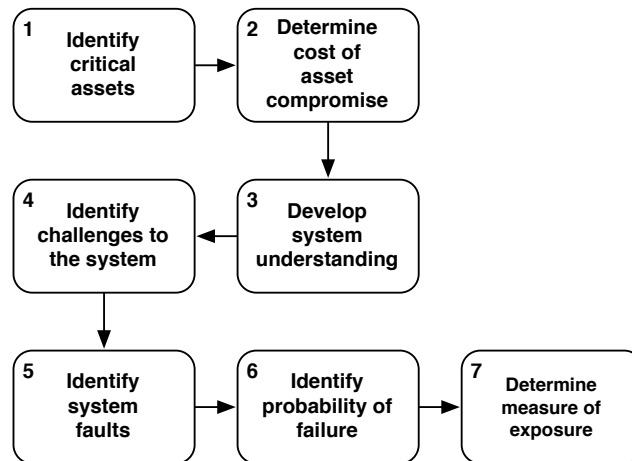 1
Identify
critical
assets
2
Determine
cost of
asset
compromise
3
Develop
system
understanding
4
Identify
challenges to
the system
5
Identify
system
faults
6
Identify
probability of
failure
7
Determine
measure of
exposure